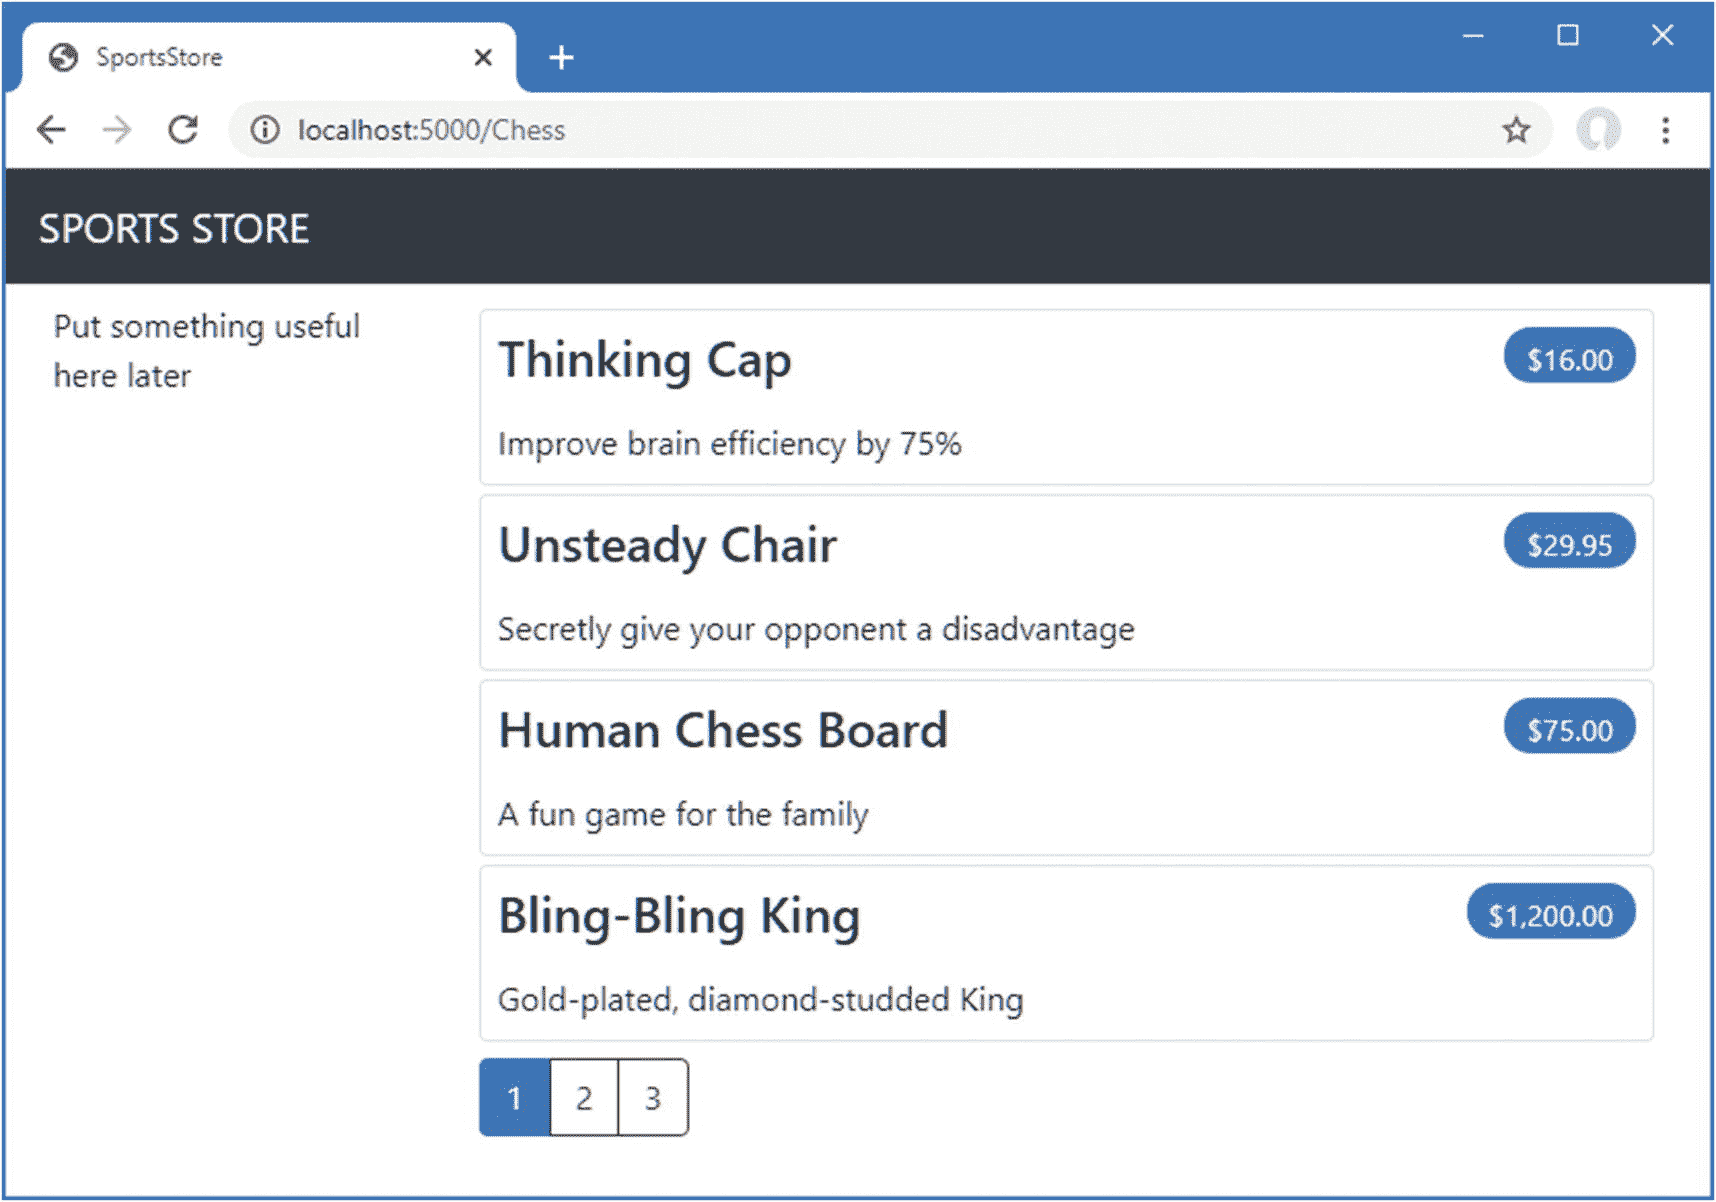 SportsStore
localhost:5000/Chess
SPORTS STORE
Put something useful
here later
Thinking Cap
$16.00
Improve brain efficiency by 75%
Unsteady Chair
$29.95
Secretly give your opponent a disadvantage
Human Chess Board
$75.00
A fun game for the family
Bling-Bling King
$1,200.00
Gold-plated, diamond-studded King
1 2 3